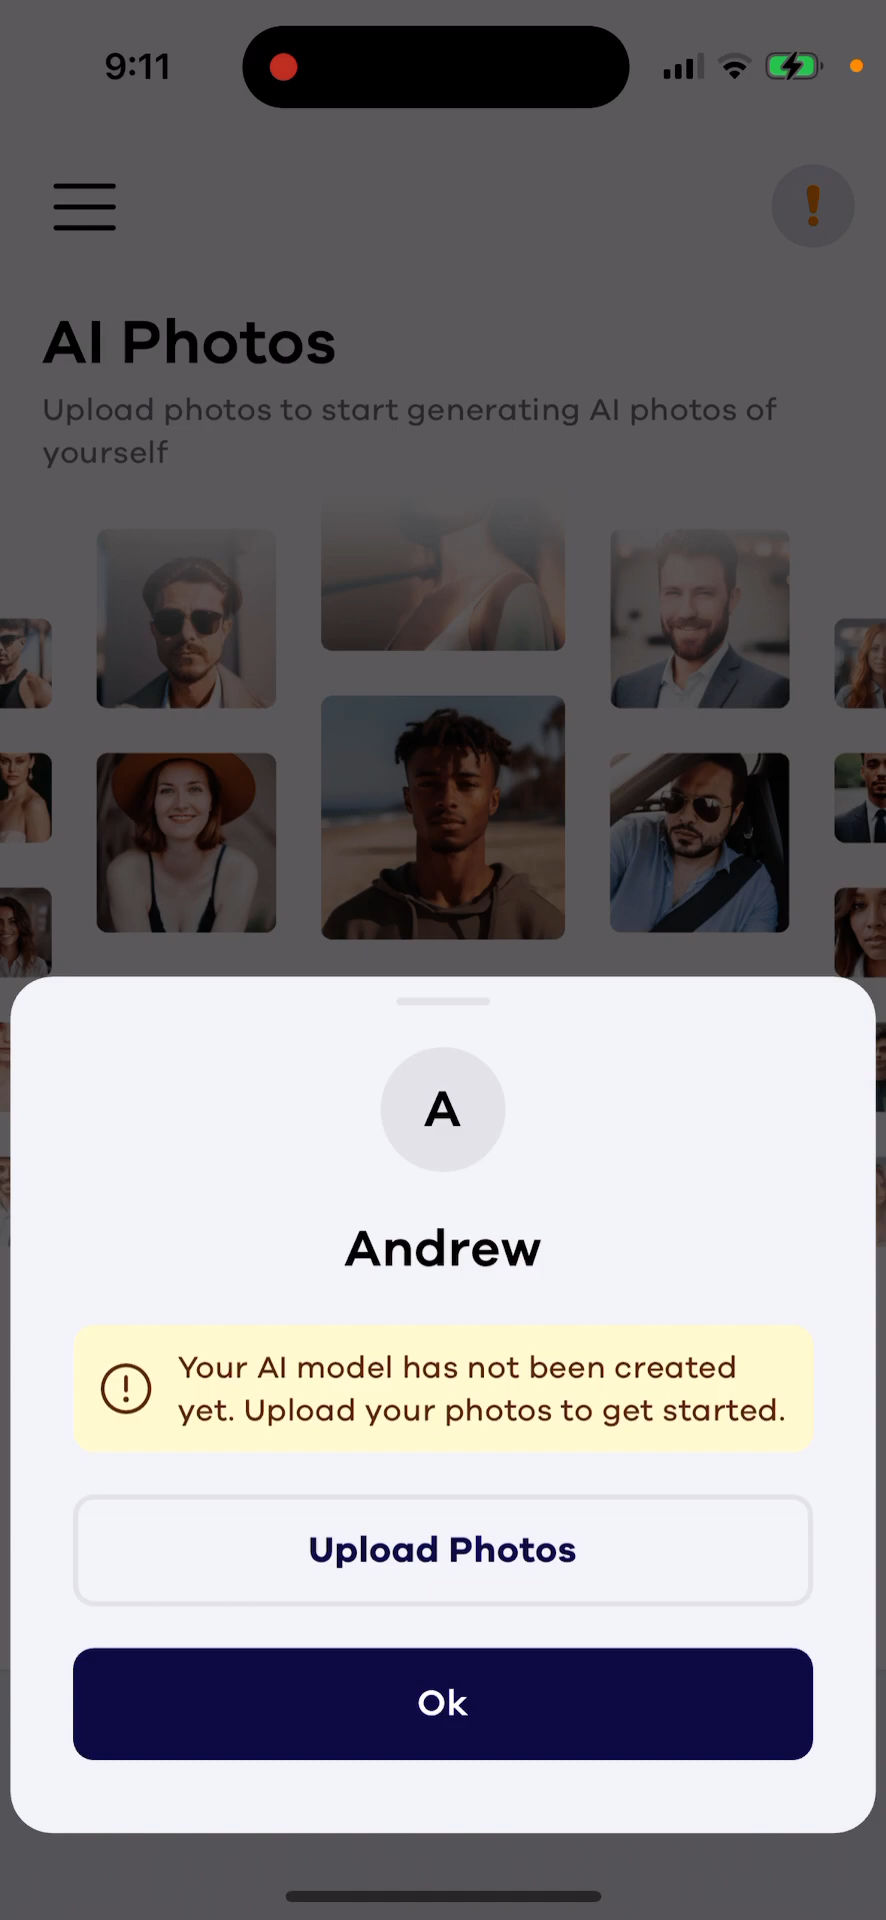 9:11
AI Photos
Upload photos to start generating AI photos of
yourself
A
Andrew
Your AI model has not been created
yet. Upload your photos to get started.
Upload Photos
Ok